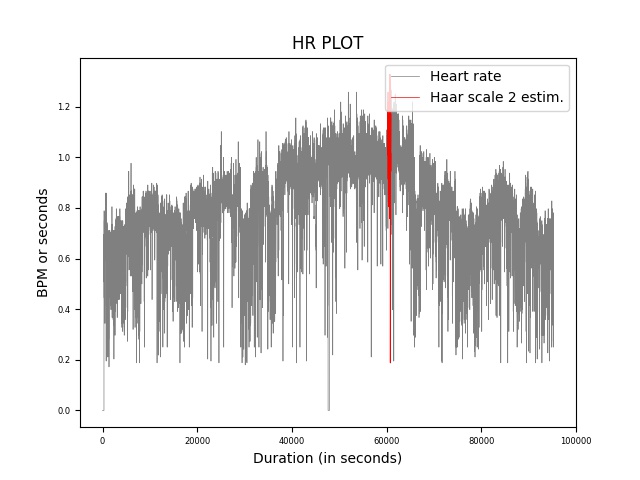 HR PLOT
Heart rate
Haar scale 2 estim.
BPM or seconds
1.2
1.0
0.8
0.6
0.4
0.2
0.0
0 20000 40000 60000 80000 100000
Duration (in seconds)